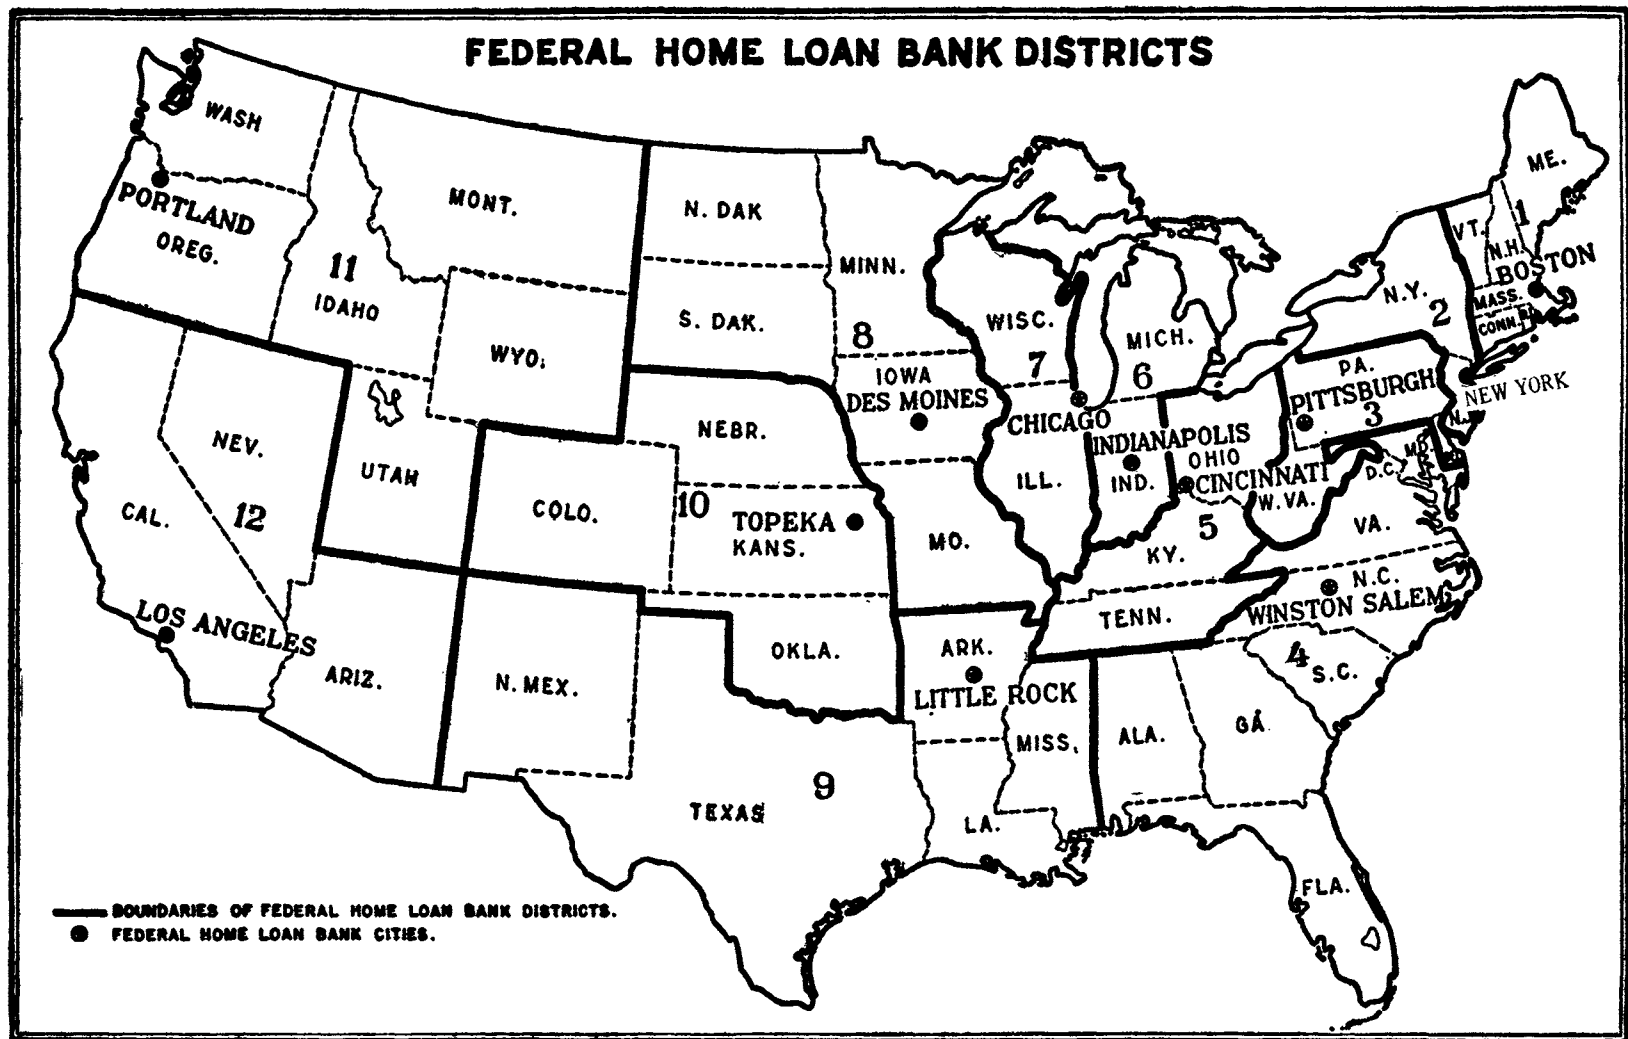 FEDERAL HOME LOAN BANK DISTRICTS
WASH
PORTLAND
OREG.
11
IDAHO
MONT.
WYO.
N. DAK
S. DAK.
MINN.
8
IOWA
DES MOINES
WISC.
7
MICH.
6
CHICAGO
ILL.
INDIANAPOLIS
IND.
OHIO
CINCINNATI
W.VA.
5
KY.
TENN.
ME.
VT.
N.H.
1
BOSTON
MASS.
CONN.
R.I.
N.Y.
2
NEW YORK
PA.
PITTSBURGH
3
N.J.
MD.
D.C.
VA.
N.C.
WINSTON SALEM
4
S.C.
GA.
ALA.
FLA.
NEV.
CAL.
12
LOS ANGELES
UTAH
ARIZ.
COLO.
NEBR.
10
TOPEKA
KANS.
MO.
N. MEX.
OKLA.
ARK.
LITTLE ROCK
MISS.
LA.
9
TEXAS
BOUNDARIES OF FEDERAL HOME LOAN BANK DISTRICTS.
FEDERAL HOME LOAN BANK CITIES.